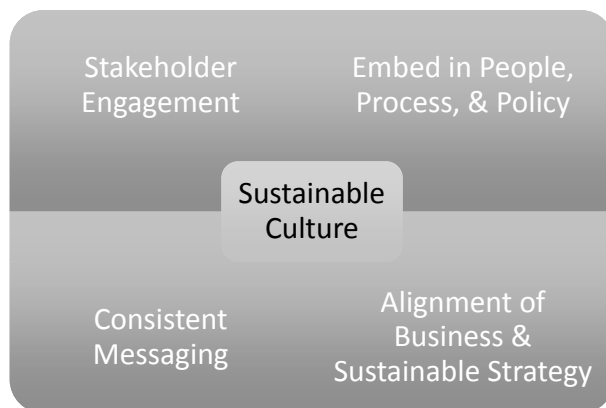 Stakeholder
Engagement
Embed in People,
Process, & Policy
Sustainable
Culture
Consistent
Messaging
Alignment of
Business &
Sustainable Strategy